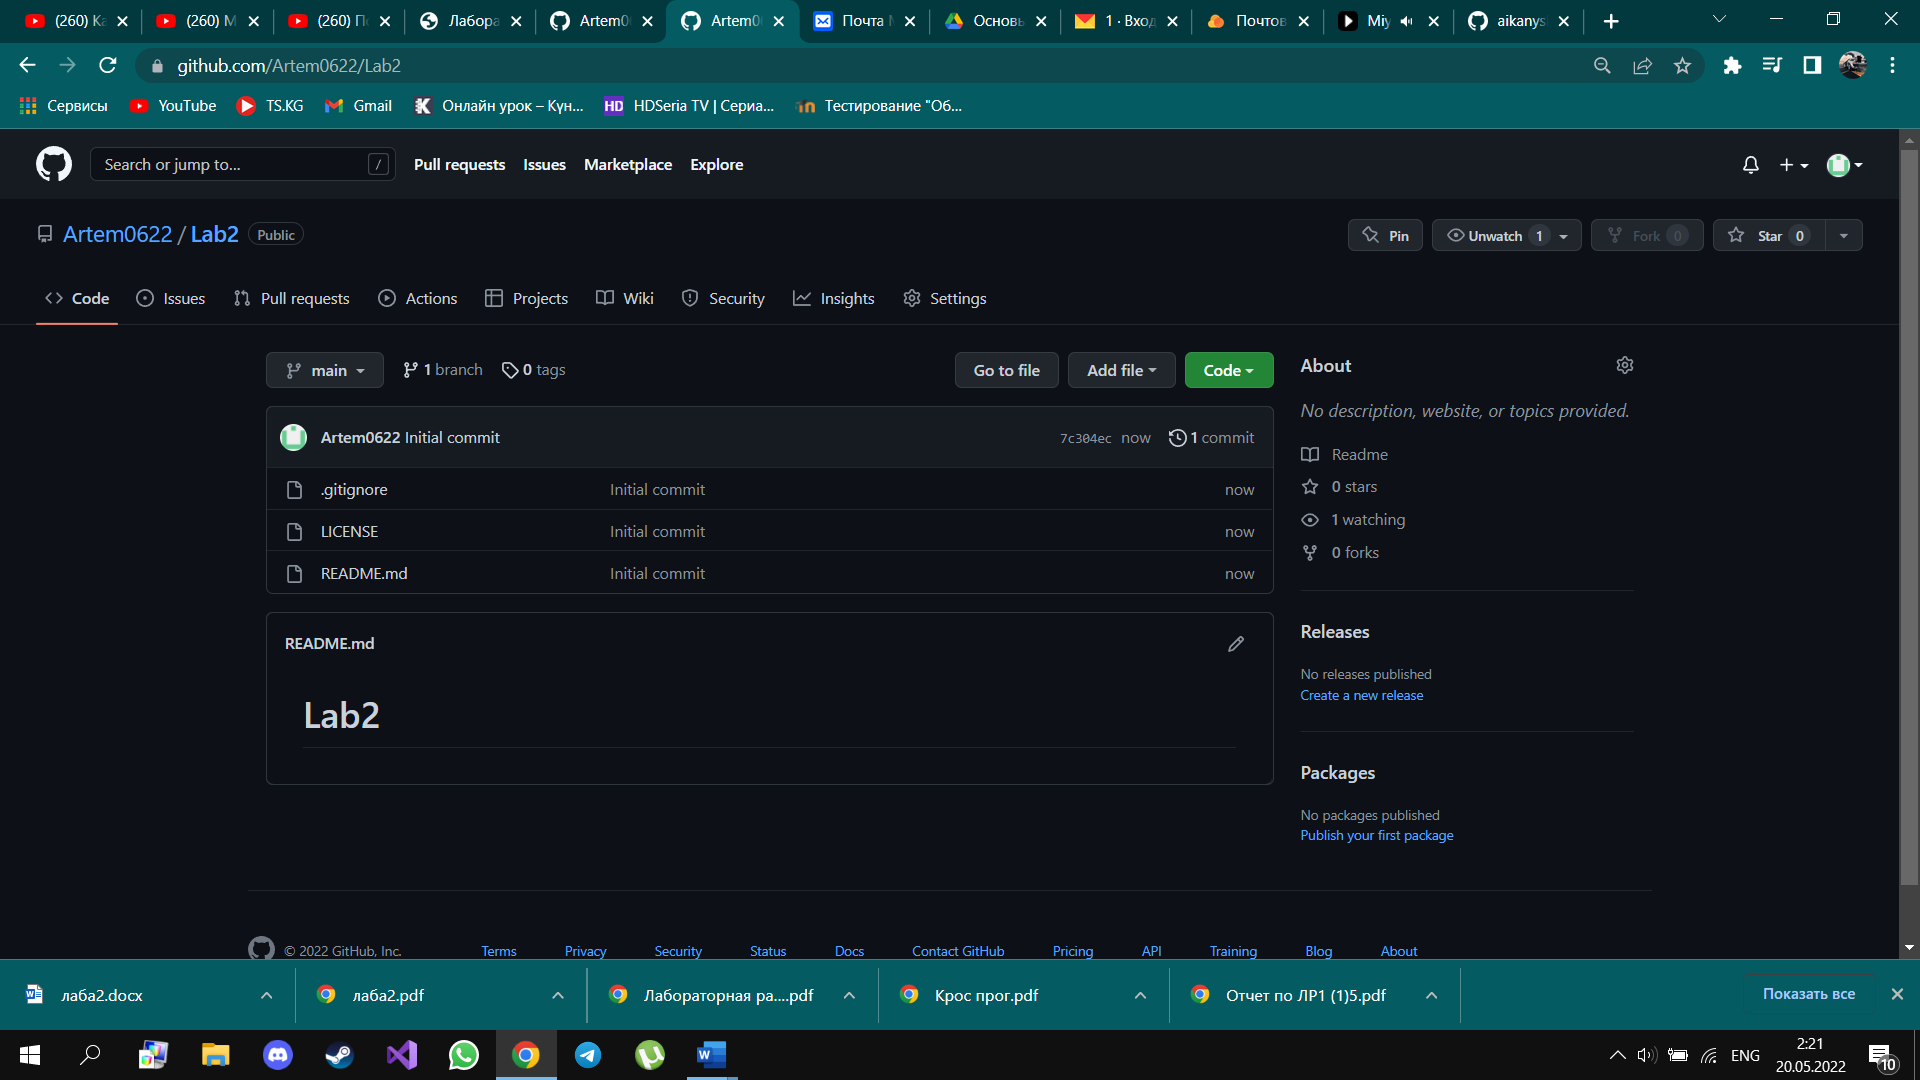 (260) Ка
(260) М
(260) По
Лабора
Artem0
Artem0
Почта М
Основы
1 · Вход
Почтов
Miy
aikanys
github.com/Artem0622/Lab2
Сервисы
YouTube
TS.KG
Gmail
Онлайн урок – Күн...
HD HDSeria TV | Сериа...
Тестирование "Об...
Search or jump to...
/
Pull requests
Issues
Marketplace
Explore
Artem0622 / Lab2
Public
Pin
Unwatch 1
Fork 0
Star 0
Code
Issues
Pull requests
Actions
Projects
Wiki
Security
Insights
Settings
main
1 branch
0 tags
Go to file
Add file
Code
Artem0622 Initial commit
7c304ec now
1 commit
.gitignore
Initial commit
now
LICENSE
Initial commit
now
README.md
Initial commit
now
README.md
Lab2
About
No description, website, or topics provided.
Readme
0 stars
1 watching
0 forks
Releases
No releases published
Create a new release
Packages
No packages published
Publish your first package
© 2022 GitHub, Inc.
Terms
Privacy
Security
Status
Docs
Contact GitHub
Pricing
API
Training
Blog
About
лаба2.docx
лаба2.pdf
Лабораторная ра....pdf
Крос прог.pdf
Отчет по ЛР1 (1)5.pdf
Показать все
ENG
2:21
20.05.2022
10